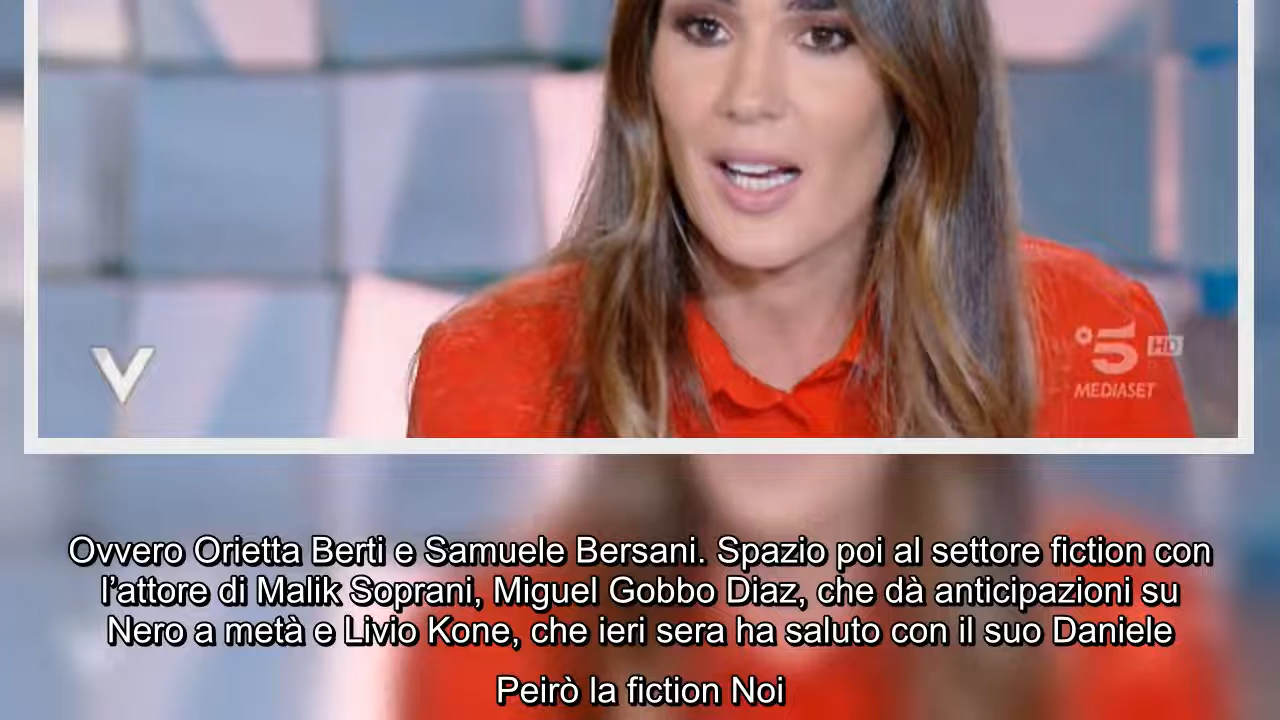 V
5 HD
MEDIASET
Ovvero Orietta Berti e Samuele Bersani. Spazio poi al settore fiction con
l’attore di Malik Soprani, Miguel Gobbo Diaz, che dà anticipazioni su
Nero a metà e Livio Kone, che ieri sera ha saluto con il suo Daniele
Peirò la fiction Noi